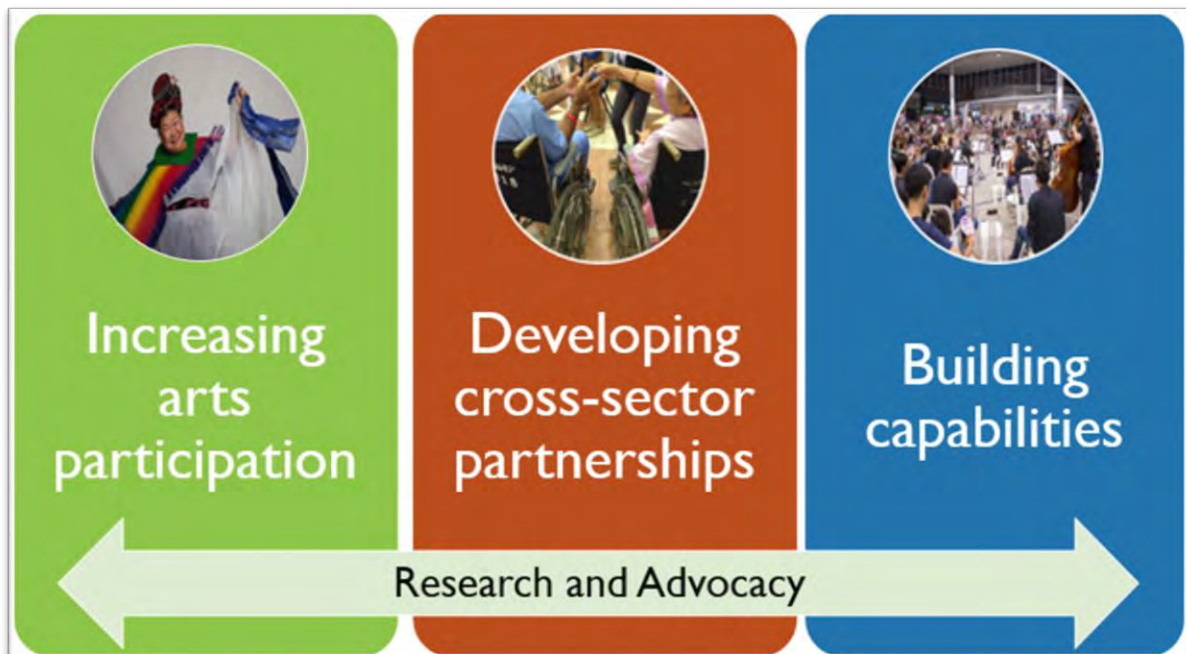 Increasing
arts
participation
Developing
cross-sector
partnerships
Building
capabilities
Research and Advocacy